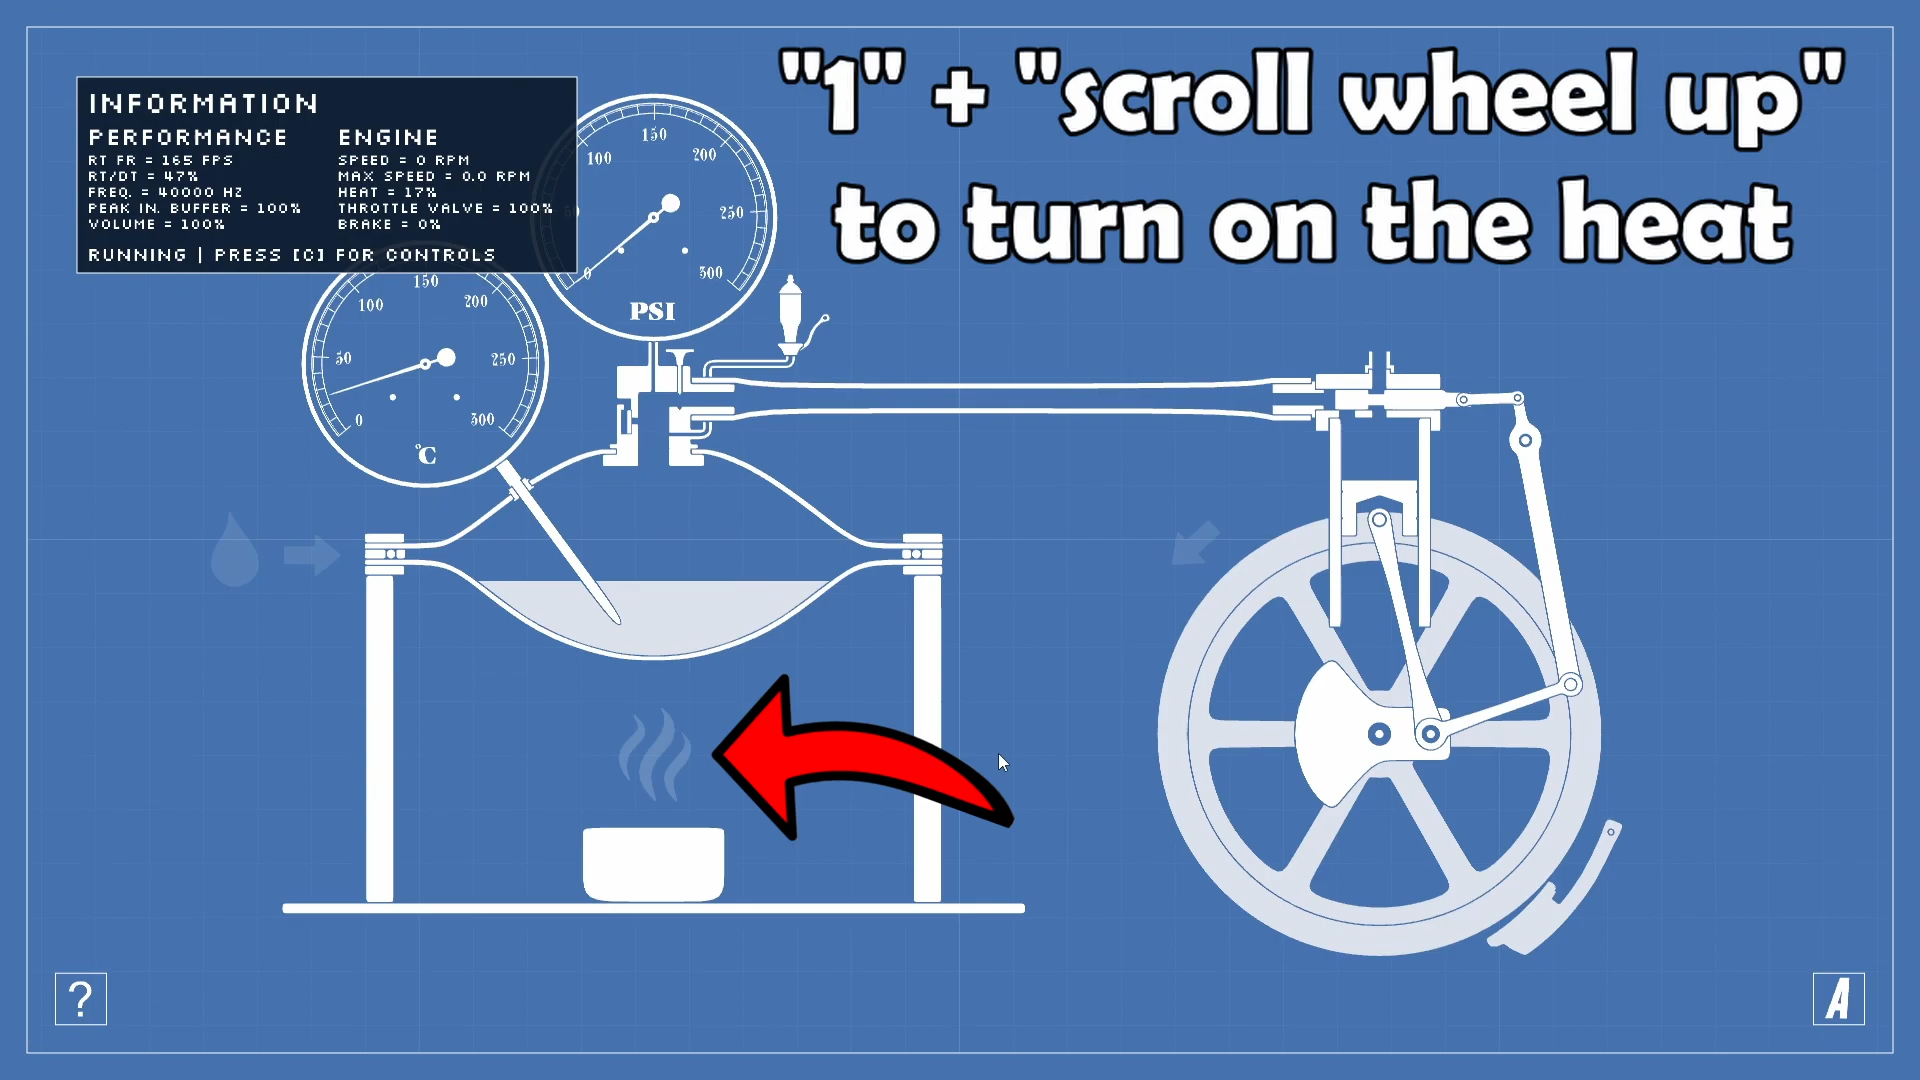 "1" + "scroll wheel up"
to turn on the heat
INFORMATION
PERFORMANCE
RT FR = 165 FPS
RT/DT = 47%
FREQ. = 40000 HZ
PEAK IN. BUFFER = 100%
VOLUME = 100%
ENGINE
SPEED = 0 RPM
MAX SPEED = 0.0 RPM
HEAT = 17%
THROTTLE VALVE = 100%
BRAKE = 0%
RUNNING | PRESS [C] FOR CONTROLS
0
50
100
150
200
250
300
PSI
0
50
100
150
200
250
300
°C
?
A